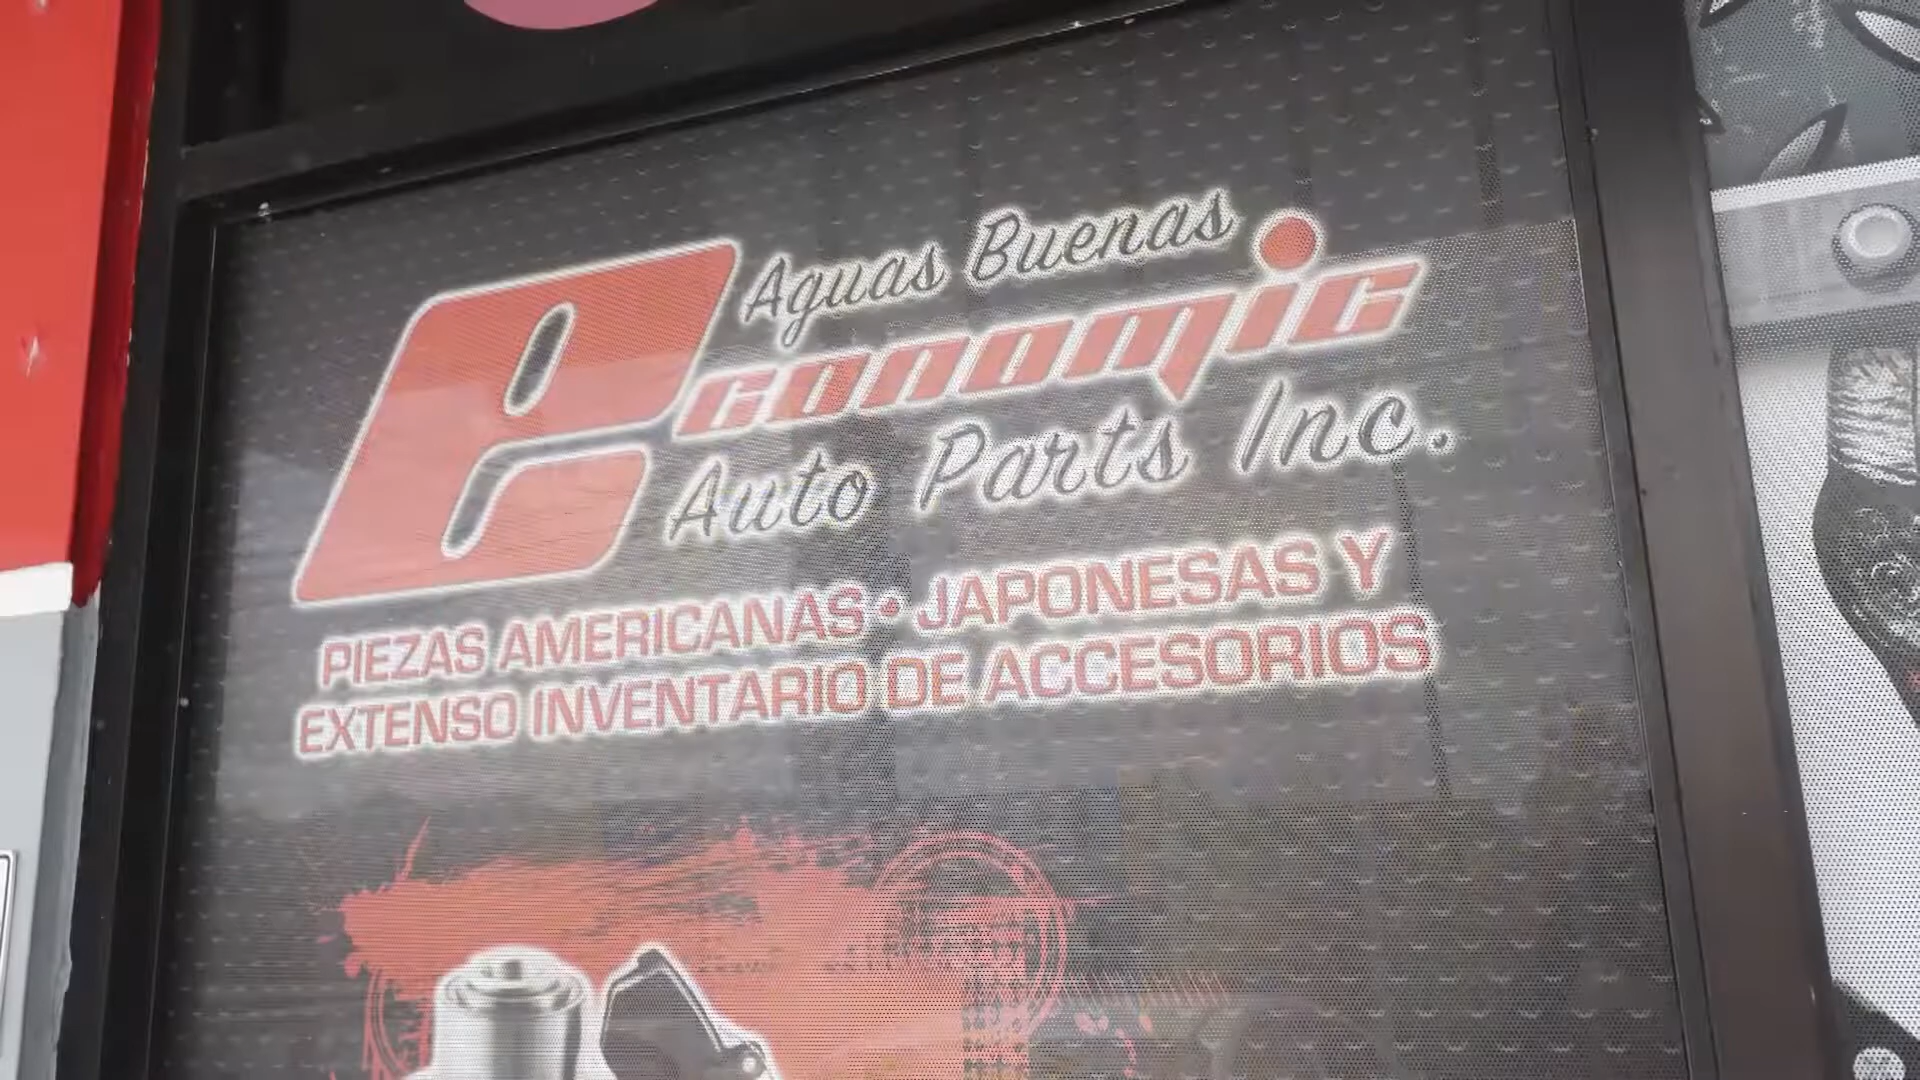 Aguas Buenas
economic
Auto Parts Inc.
PIEZAS AMERICANAS • JAPONESAS Y
EXTENSO INVENTARIO DE ACCESORIOS